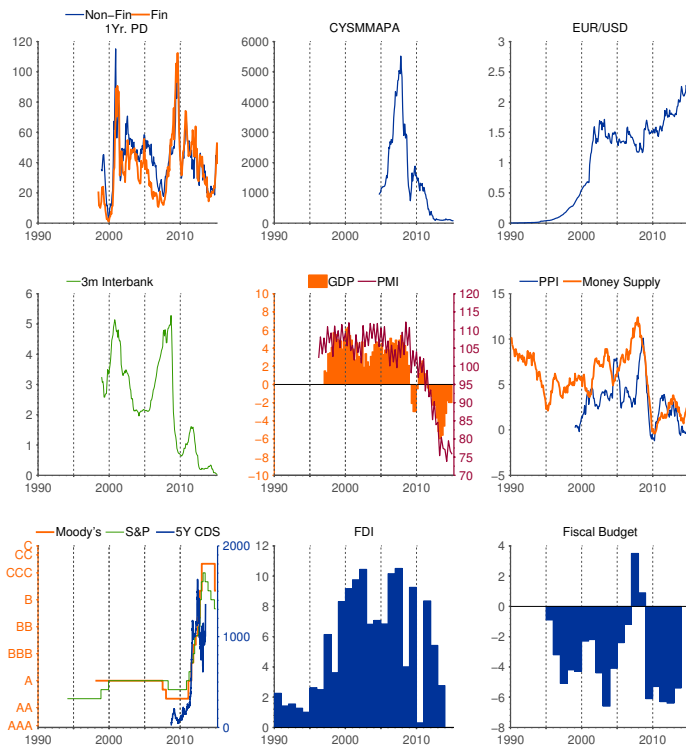 Non−Fin Fin
1Yr. PD CYSMMAPA EUR/USD
120 6000 3
100 5000 2.5
80 4000 2
60 3000 1.5
40 2000 1
20 1000 0.5
0 0 0
1990 2000 2010 1990 2000 2010 1990 2000 2010
3m Interbank GDP PMI PPI Money Supply
6 10 120 15
8 115
5 6 110
4 4 105 10
2 100
3 0 95 5
−2 90
2 −4 85
1 −6 80 0
−8 75
0 −10 70 −5
1990 2000 2010 1990 2000 2010 1990 2000 2010
Moody's S&P 5Y CDS FDI Fiscal Budget
C 2000 12 4
CC
CCC 10 2
B 8 0
BB 1000 6 −2
BBB 4 −4
A
AA 2 −6
AAA 0 0 −8
1990 2000 2010 1990 2000 2010 1990 2000 2010